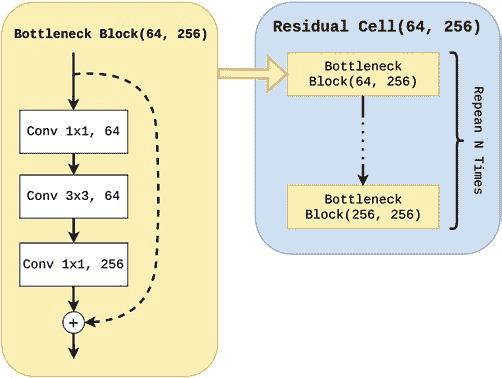 Bottleneck Block(64, 256)
Conv 1x1, 64
Conv 3x3, 64
Conv 1x1, 256
+
Residual Cell(64, 256)
Bottleneck
Block(64, 256)
Bottleneck
Block(256, 256)
Repean N Times